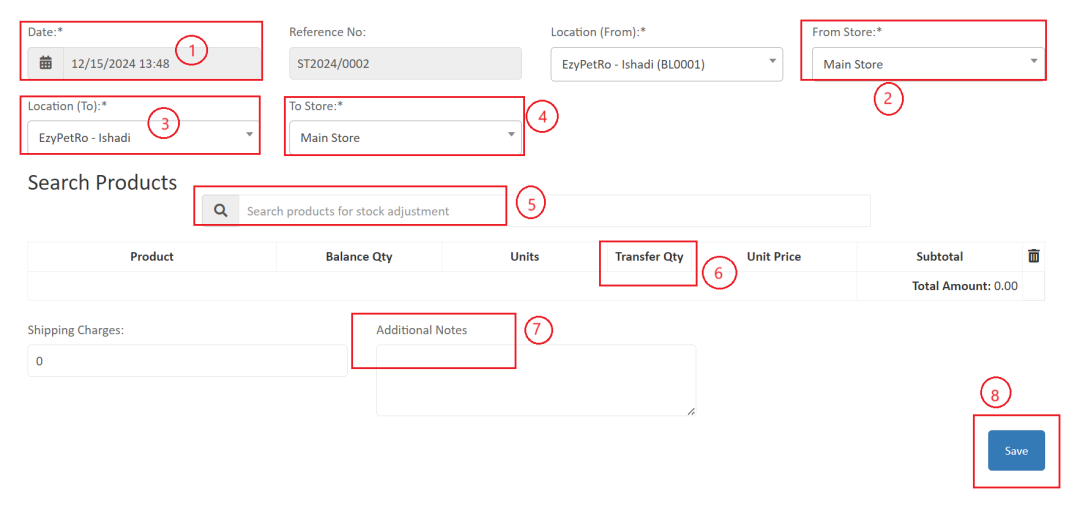 Date:* Reference No: Location (From):* From Store:*
12/15/2024 13:48 1 ST2024/0002 EzyPetRo - Ishadi (BL0001) Main Store
2
Location (To):* To Store:*
3 4
EzyPetRo - Ishadi Main Store
Search Products
Search products for stock adjustment 5
Product Balance Qty Units Transfer Qty Unit Price Subtotal
6
Total Amount: 0.00
Shipping Charges: Additional Notes 7
0
8
Save